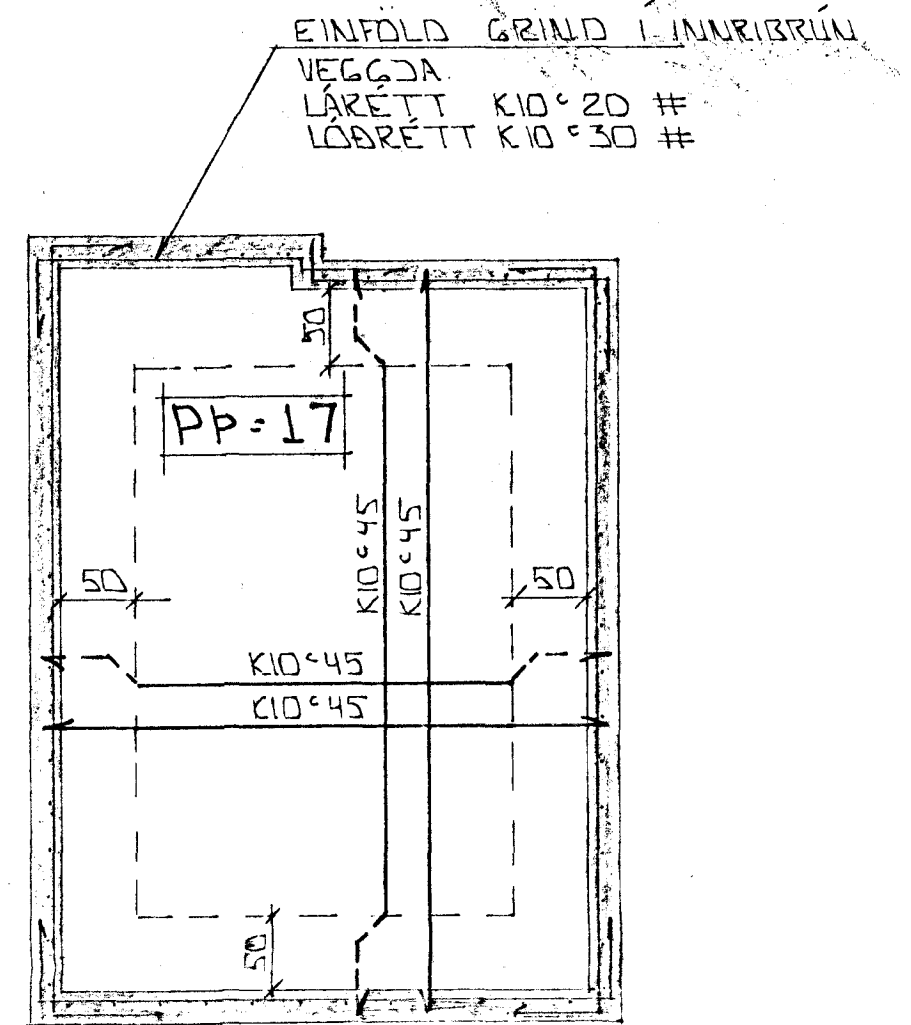 EINFÖLD GRIND Í INNRIBRÚN
VEGGJA.
LÁRÉTT K10 c 20 #
LÓÐRÉTT K10 c 30 #
50
PÞ = 17
K10 c 45
K10 c 45
50
50
K10 c 45
K10 c 45
50